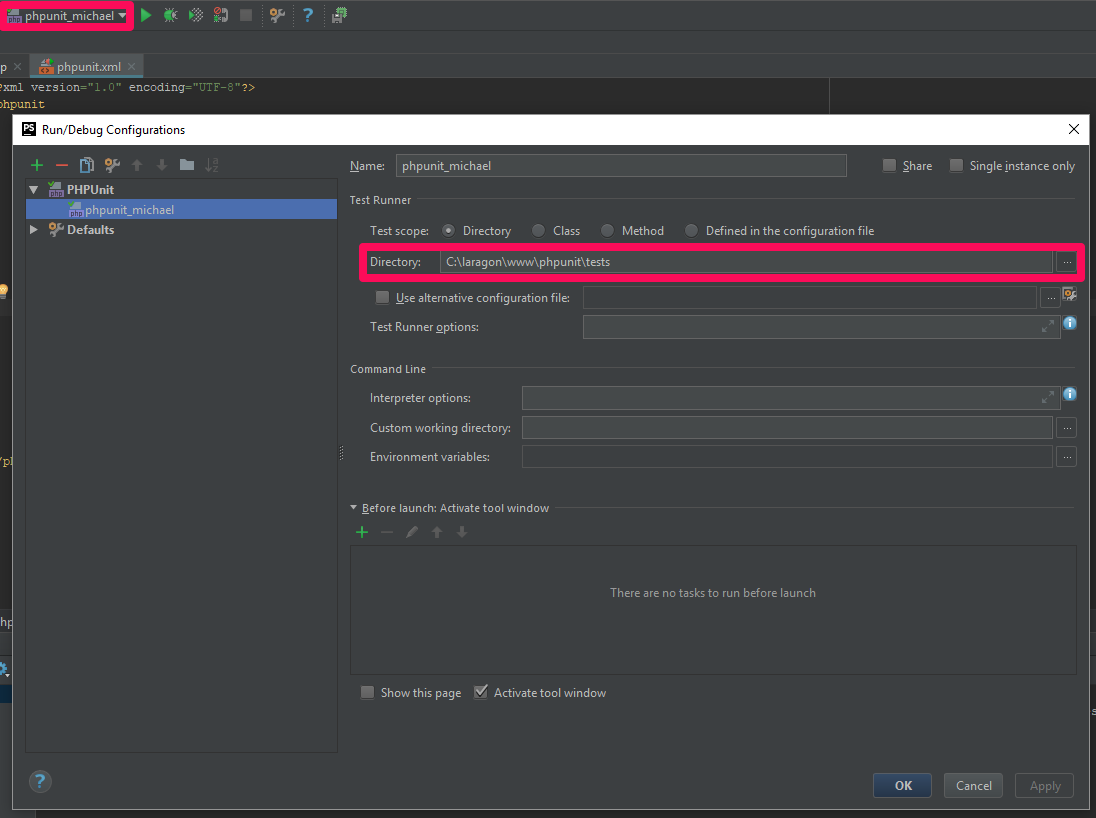 phpunit_michael
p
phpunit.xml
?xml version="1.0" encoding="UTF-8"?>
phpunit
PS Run/Debug Configurations
Name: phpunit_michael Share Single instance only
PHPUnit
phpunit_michael
Defaults
Test Runner
Test scope: Directory Class Method Defined in the configuration file
Directory: C:\laragon\www\phpunit\tests ...
Use alternative configuration file: ...
Test Runner options:
Command Line
Interpreter options:
Custom working directory: ...
Environment variables: ...
Before launch: Activate tool window
There are no tasks to run before launch
Show this page Activate tool window
OK Cancel Apply